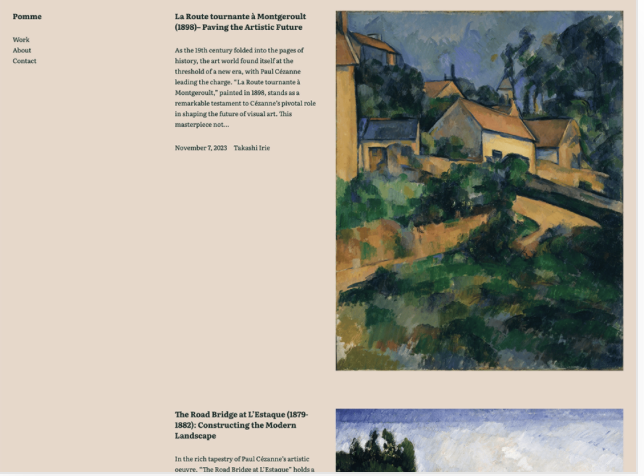 Pomme
Work
About
Contact
La Route tournante à Montgeroult
(1898)– Paving the Artistic Future
As the 19th century folded into the pages of
history, the art world found itself at the
threshold of a new era, with Paul Cézanne
leading the charge. “La Route tournante à
Montgeroult,” painted in 1898, stands as a
remarkable testament to Cézanne’s pivotal role
in shaping the future of visual art. This
masterpiece not…
November 7, 2023 Takashi Irie
The Road Bridge at L’Estaque (1879-
1882): Constructing the Modern
Landscape
In the rich tapestry of Paul Cézanne’s artistic
oeuvre, “The Road Bridge at L’Estaque” holds a